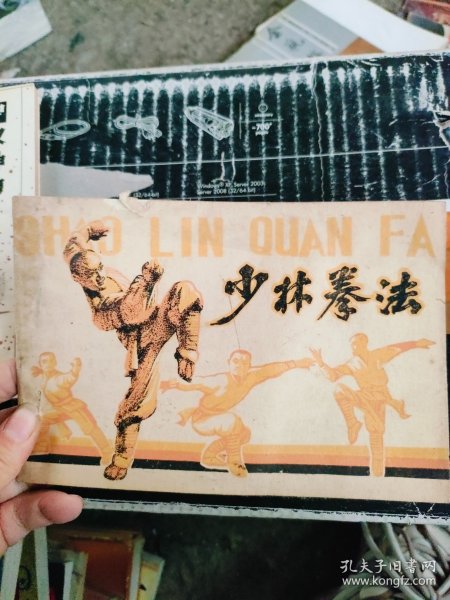 Windows® XP, Server 2003,
Server 2008 (32/64-bit)
SHAO LIN QUAN FA
少林拳法
孔夫子旧书网
www.kongfz.com